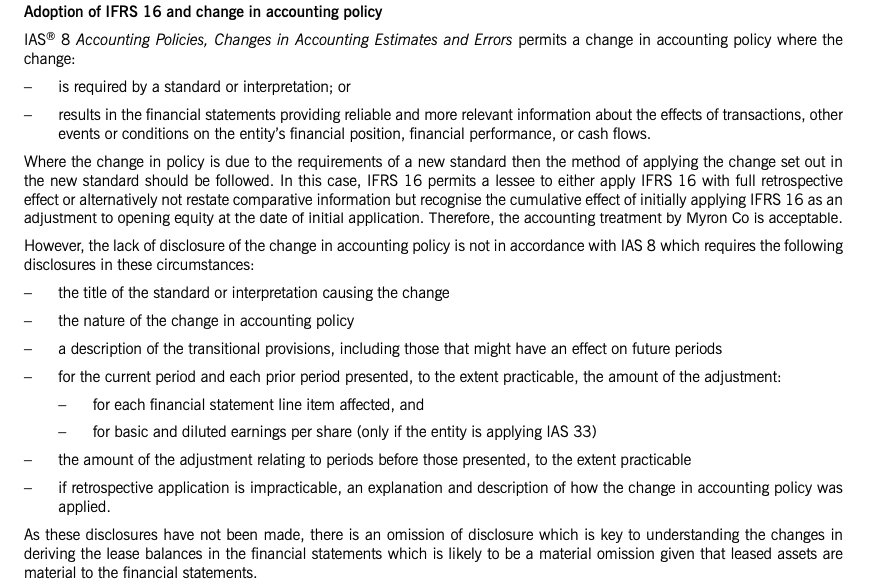 Adoption of IFRS 16 and change in accounting policy
IAS® 8 Accounting Policies, Changes in Accounting Estimates and Errors permits a change in accounting policy where the
change:
– is required by a standard or interpretation; or
– results in the financial statements providing reliable and more relevant information about the effects of transactions, other
events or conditions on the entity's financial position, financial performance, or cash flows.
Where the change in policy is due to the requirements of a new standard then the method of applying the change set out in
the new standard should be followed. In this case, IFRS 16 permits a lessee to either apply IFRS 16 with full retrospective
effect or alternatively not restate comparative information but recognise the cumulative effect of initially applying IFRS 16 as an
adjustment to opening equity at the date of initial application. Therefore, the accounting treatment by Myron Co is acceptable.
However, the lack of disclosure of the change in accounting policy is not in accordance with IAS 8 which requires the following
disclosures in these circumstances:
– the title of the standard or interpretation causing the change
– the nature of the change in accounting policy
– a description of the transitional provisions, including those that might have an effect on future periods
– for the current period and each prior period presented, to the extent practicable, the amount of the adjustment:
– for each financial statement line item affected, and
– for basic and diluted earnings per share (only if the entity is applying IAS 33)
– the amount of the adjustment relating to periods before those presented, to the extent practicable
– if retrospective application is impracticable, an explanation and description of how the change in accounting policy was
applied.
As these disclosures have not been made, there is an omission of disclosure which is key to understanding the changes in
deriving the lease balances in the financial statements which is likely to be a material omission given that leased assets are
material to the financial statements.